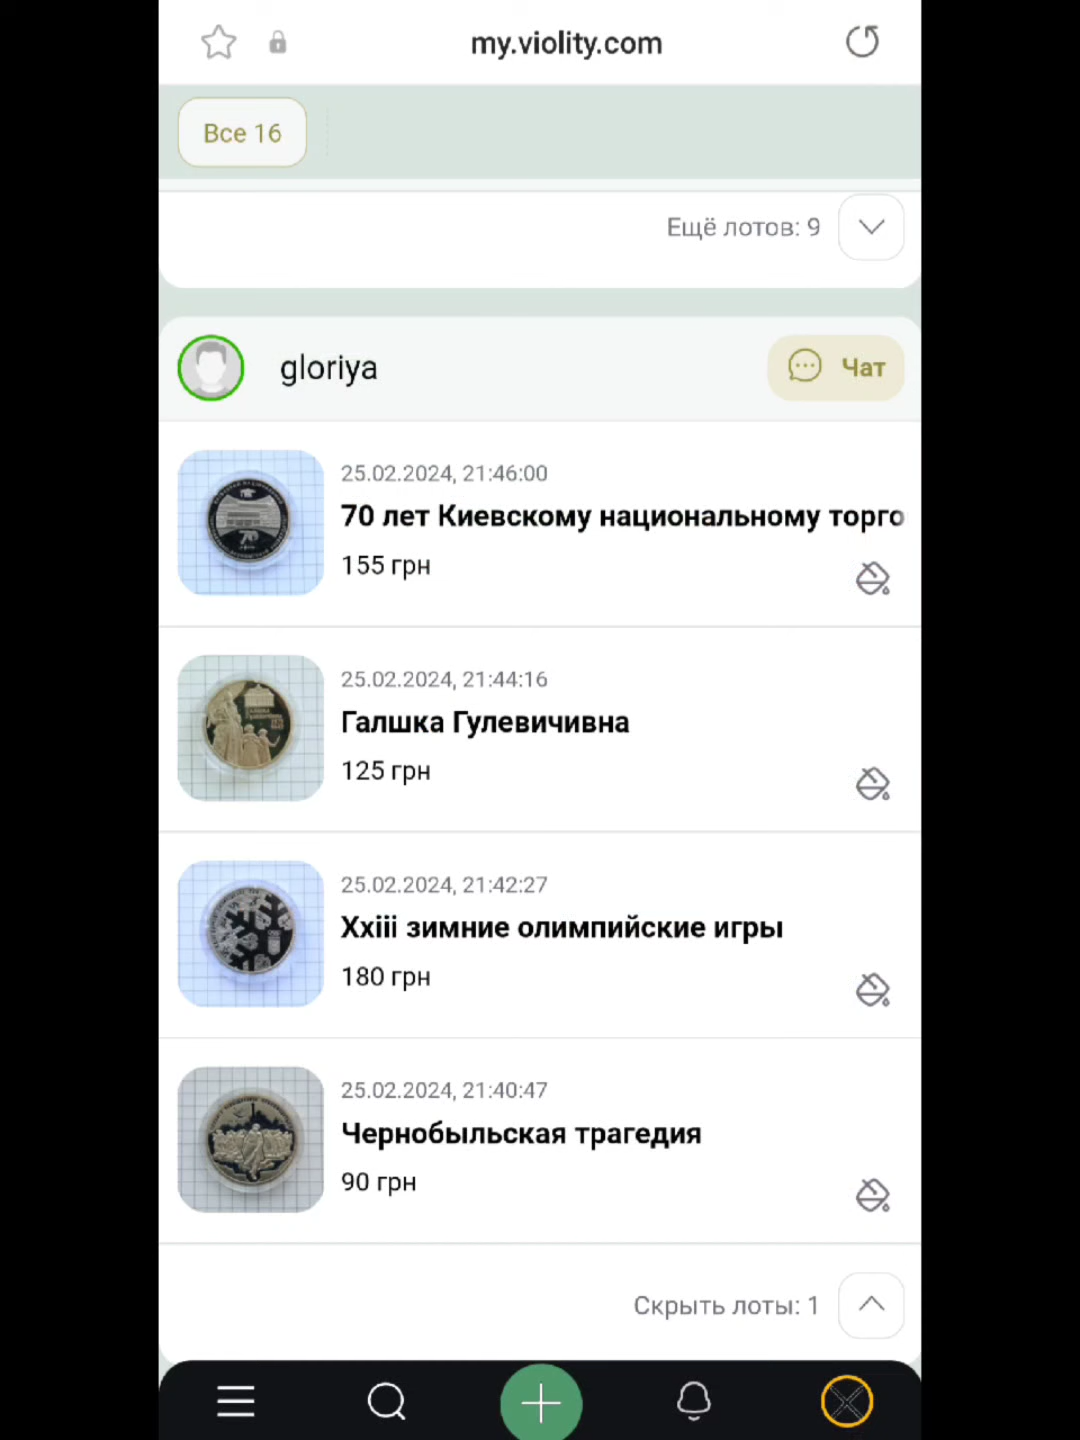 my.violity.com
Все 16
Ещё лотов: 9
gloriya
Чат
25.02.2024, 21:46:00
70 лет Киевскому национальному торго
155 грн
25.02.2024, 21:44:16
Галшка Гулевичивна
125 грн
25.02.2024, 21:42:27
Xxiii зимние олимпийские игры
180 грн
25.02.2024, 21:40:47
Чернобыльская трагедия
90 грн
Скрыть лоты: 1